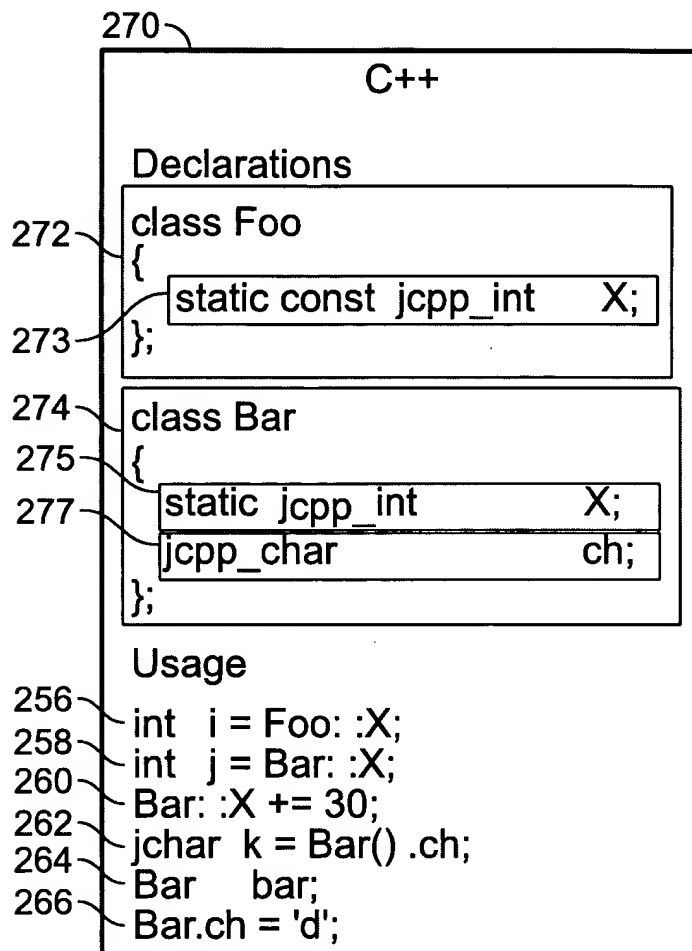 270
C++
Declarations
272
class Foo
{
273
static const jcpp_int X;
};
274
class Bar
{
275
static jcpp_int X;
277
jcpp_char ch;
};
Usage
256
int i = Foo: :X;
258
int j = Bar: :X;
260
Bar: :X += 30;
262
jchar k = Bar() .ch;
264
Bar bar;
266
Bar.ch = 'd';